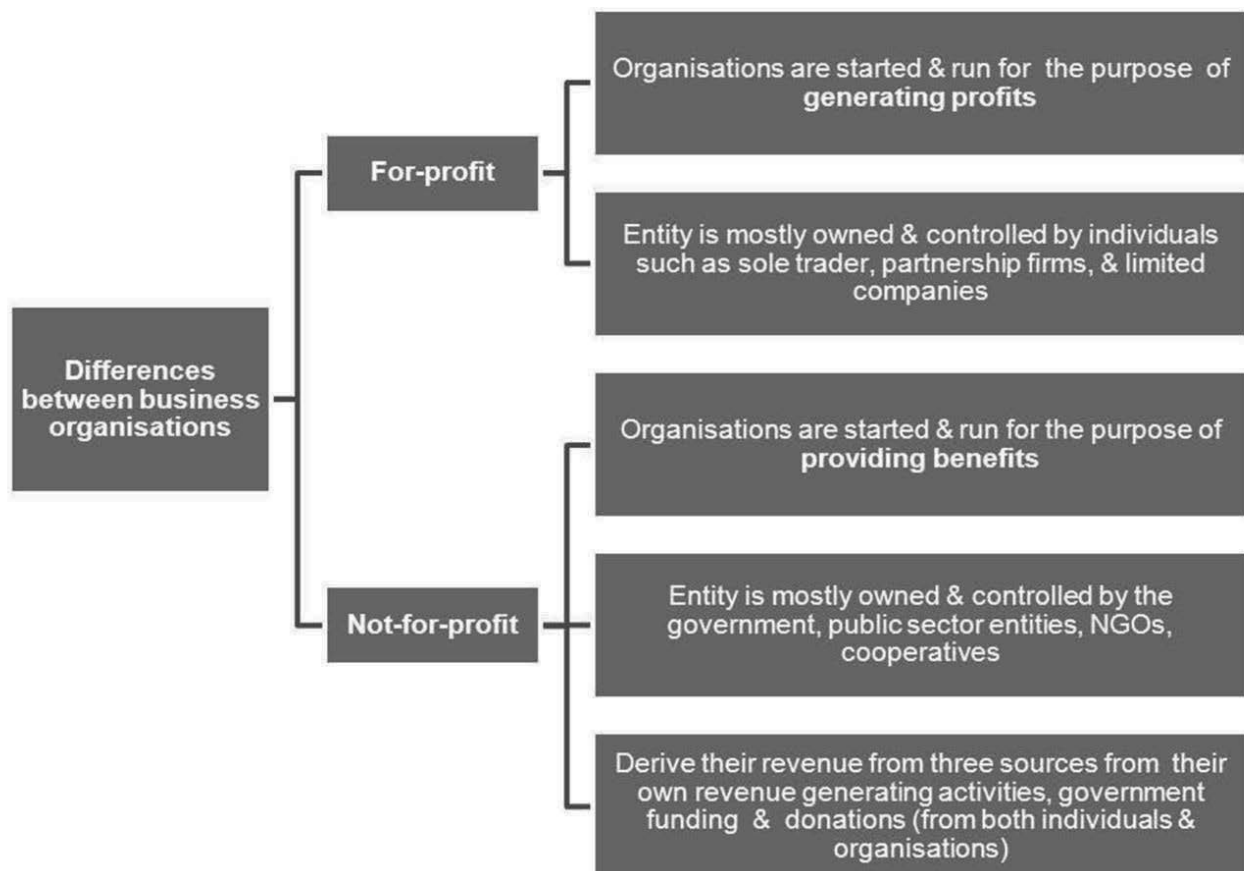 Differences
between business
organisations
For-profit
Organisations are started & run for the purpose of
generating profits
Entity is mostly owned & controlled by individuals
such as sole trader, partnership firms, & limited
companies
Not-for-profit
Organisations are started & run for the purpose of
providing benefits
Entity is mostly owned & controlled by the
government, public sector entities, NGOs,
cooperatives
Derive their revenue from three sources from their
own revenue generating activities, government
funding & donations (from both individuals &
organisations)